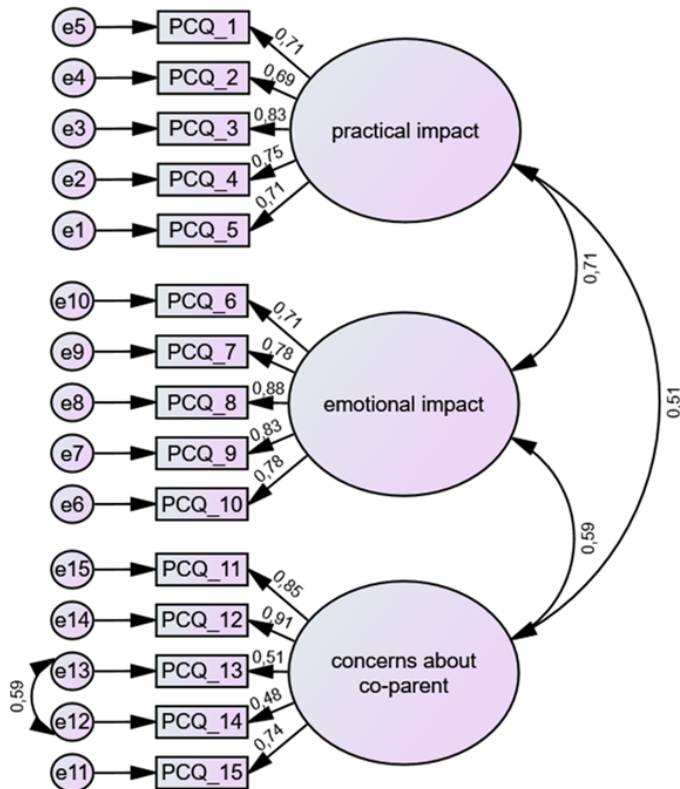 e5 PCQ_1 0,71
e4 PCQ_2 0,69
e3 PCQ_3 0,83 practical impact
e2 PCQ_4 0,75
e1 PCQ_5 0,71
0,71
e10 PCQ_6 0,71
e9 PCQ_7 0,78
e8 PCQ_8 0,88 emotional impact
0,51
e7 PCQ_9 0,83
e6 PCQ_10 0,78
0,59
e15 PCQ_11 0,85
e14 PCQ_12 0,91
e13 PCQ_13 0,51 concerns about
co-parent
0,59
e12 PCQ_14 0,48
e11 PCQ_15 0,74